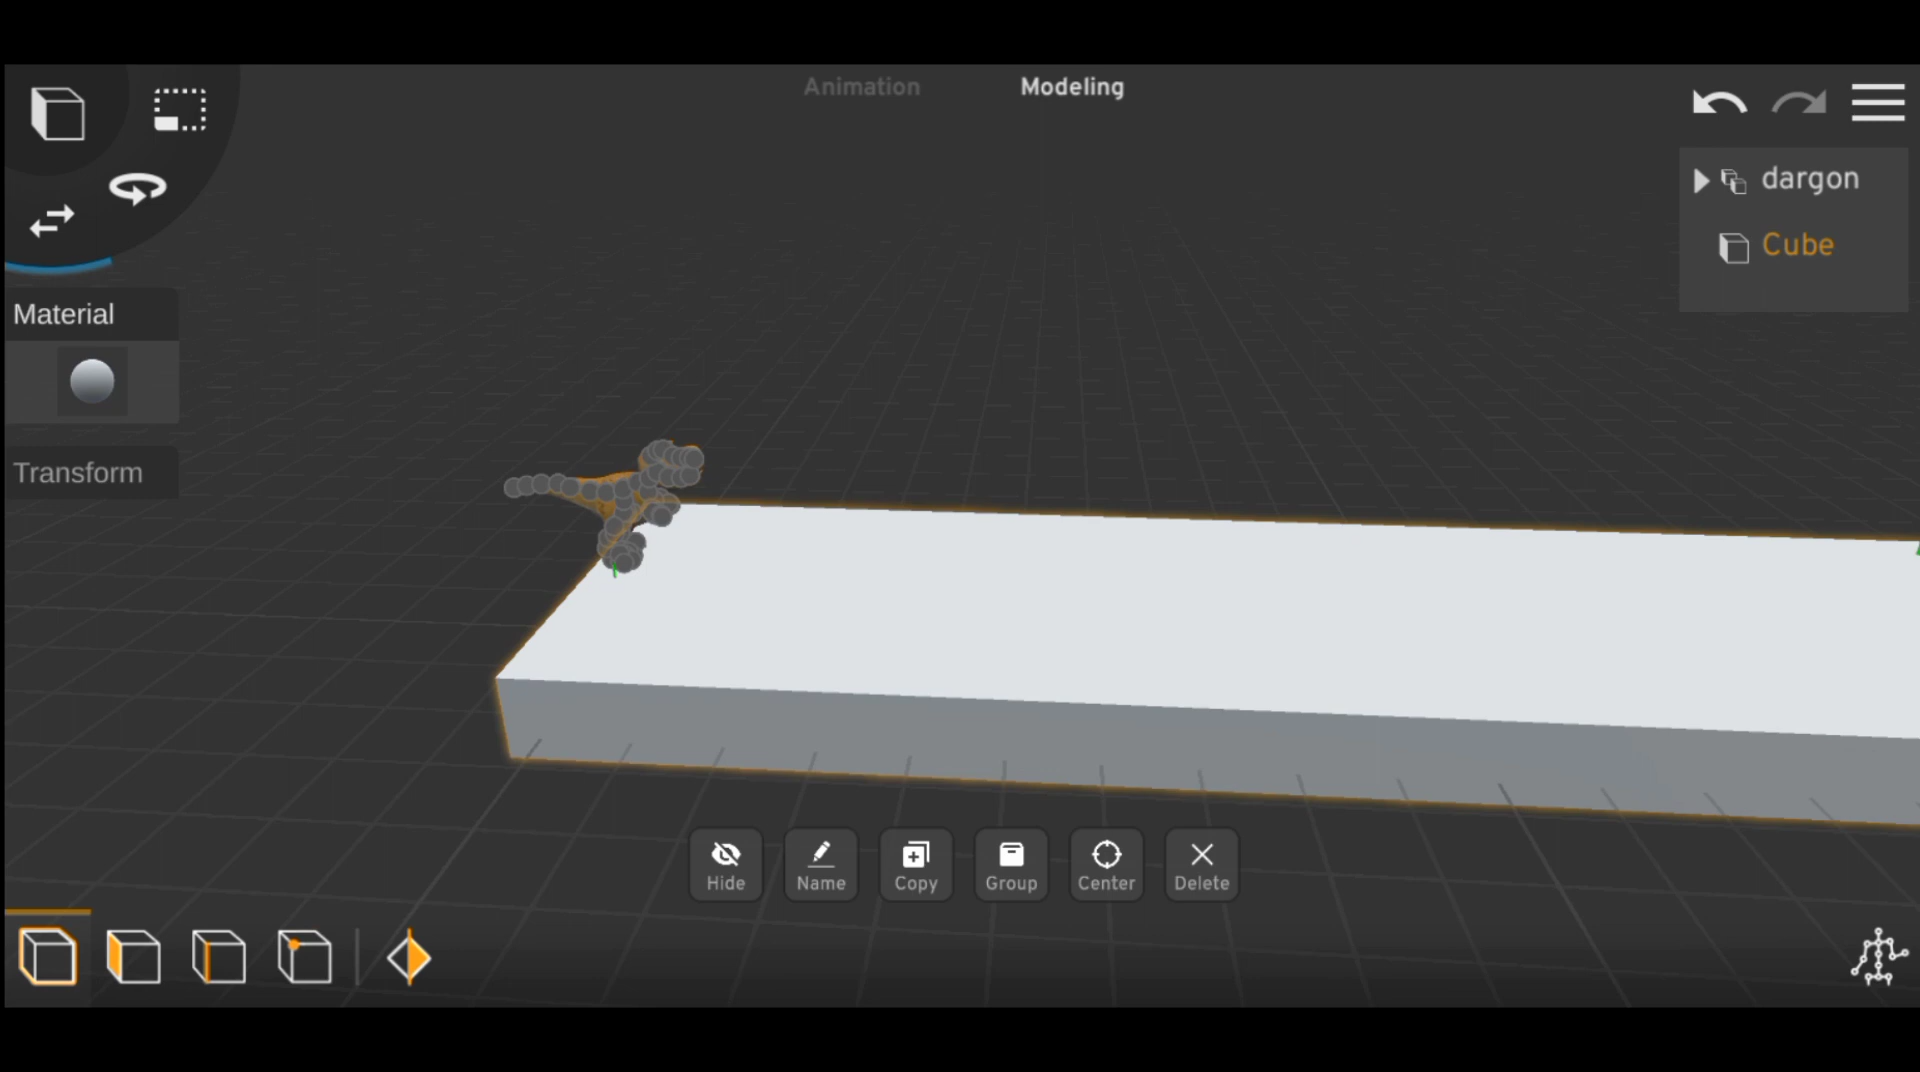 Animation
Modeling
dargon
Cube
Material
Transform
Hide
Name
Copy
Group
Center
Delete